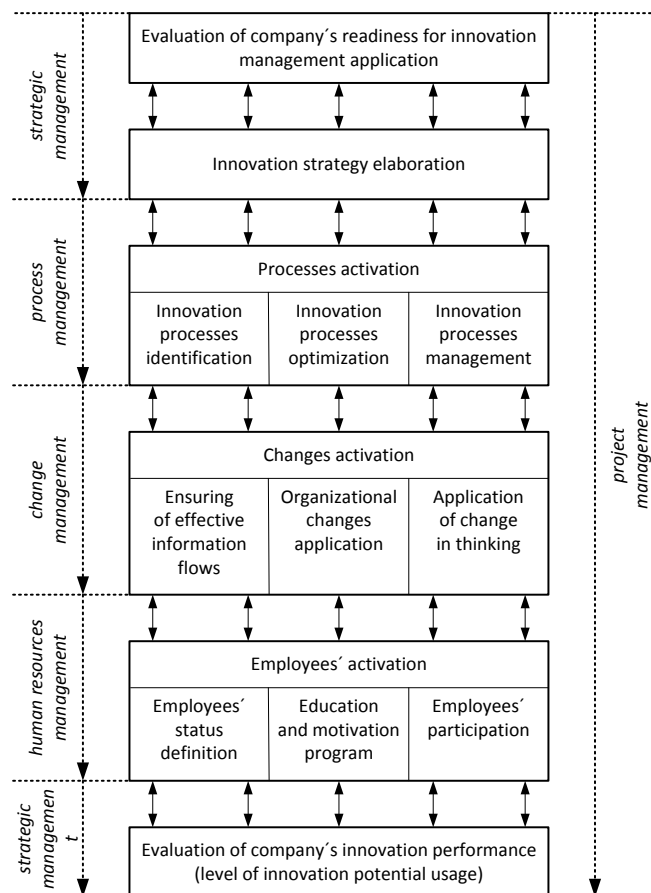 Evaluation of company´s readiness for innovation
management application
strategic
management
Innovation strategy elaboration
process
management
Processes activation
Innovation
processes
identification
Innovation
processes
optimization
Innovation
processes
management
change
management
Changes activation
Ensuring
of effective
information
flows
Organizational
changes
application
Application
of change
in thinking
project
management
human resources
management
Employees´ activation
Employees´
status
definition
Education
and motivation
program
Employees´
participation
strategic
managemen
t
Evaluation of company´s innovation performance
(level of innovation potential usage)